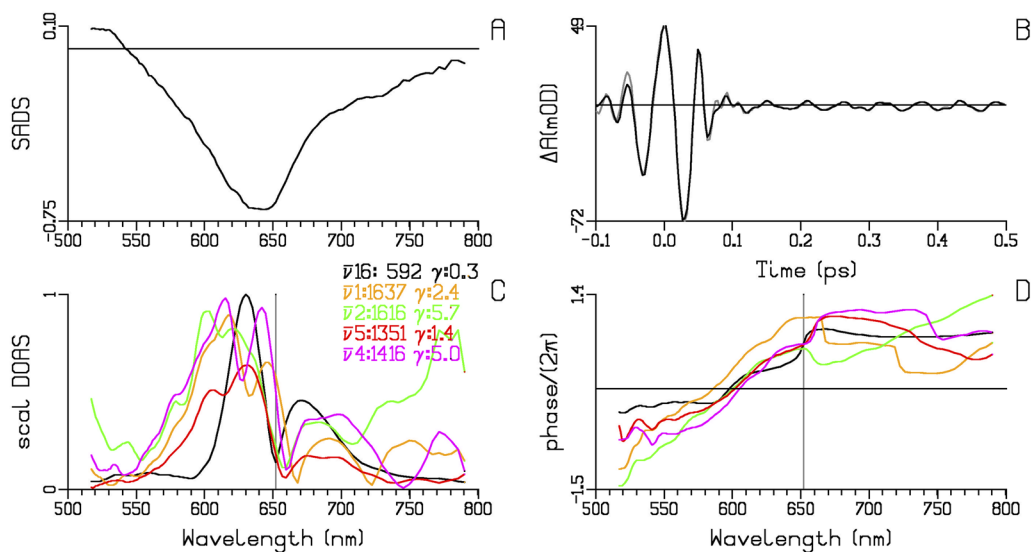 A
0.10
SADS
-0.75
500 550 600 650 700 750 800
B
49
ΔA(mOD)
-72
-0.1 0.0 0.1 0.2 0.3 0.4 0.5
Time (ps)
C
ν̅16: 592 γ:0.3
ν̅1:1637 γ:2.4
ν̅2:1616 γ:5.7
ν̅5:1351 γ:1.4
ν̅4:1416 γ:5.0
1
scal DOAS
0
500 550 600 650 700 750 800
Wavelength (nm)
D
1.4
phase/(2π)
-1.5
500 550 600 650 700 750 800
Wavelength (nm)